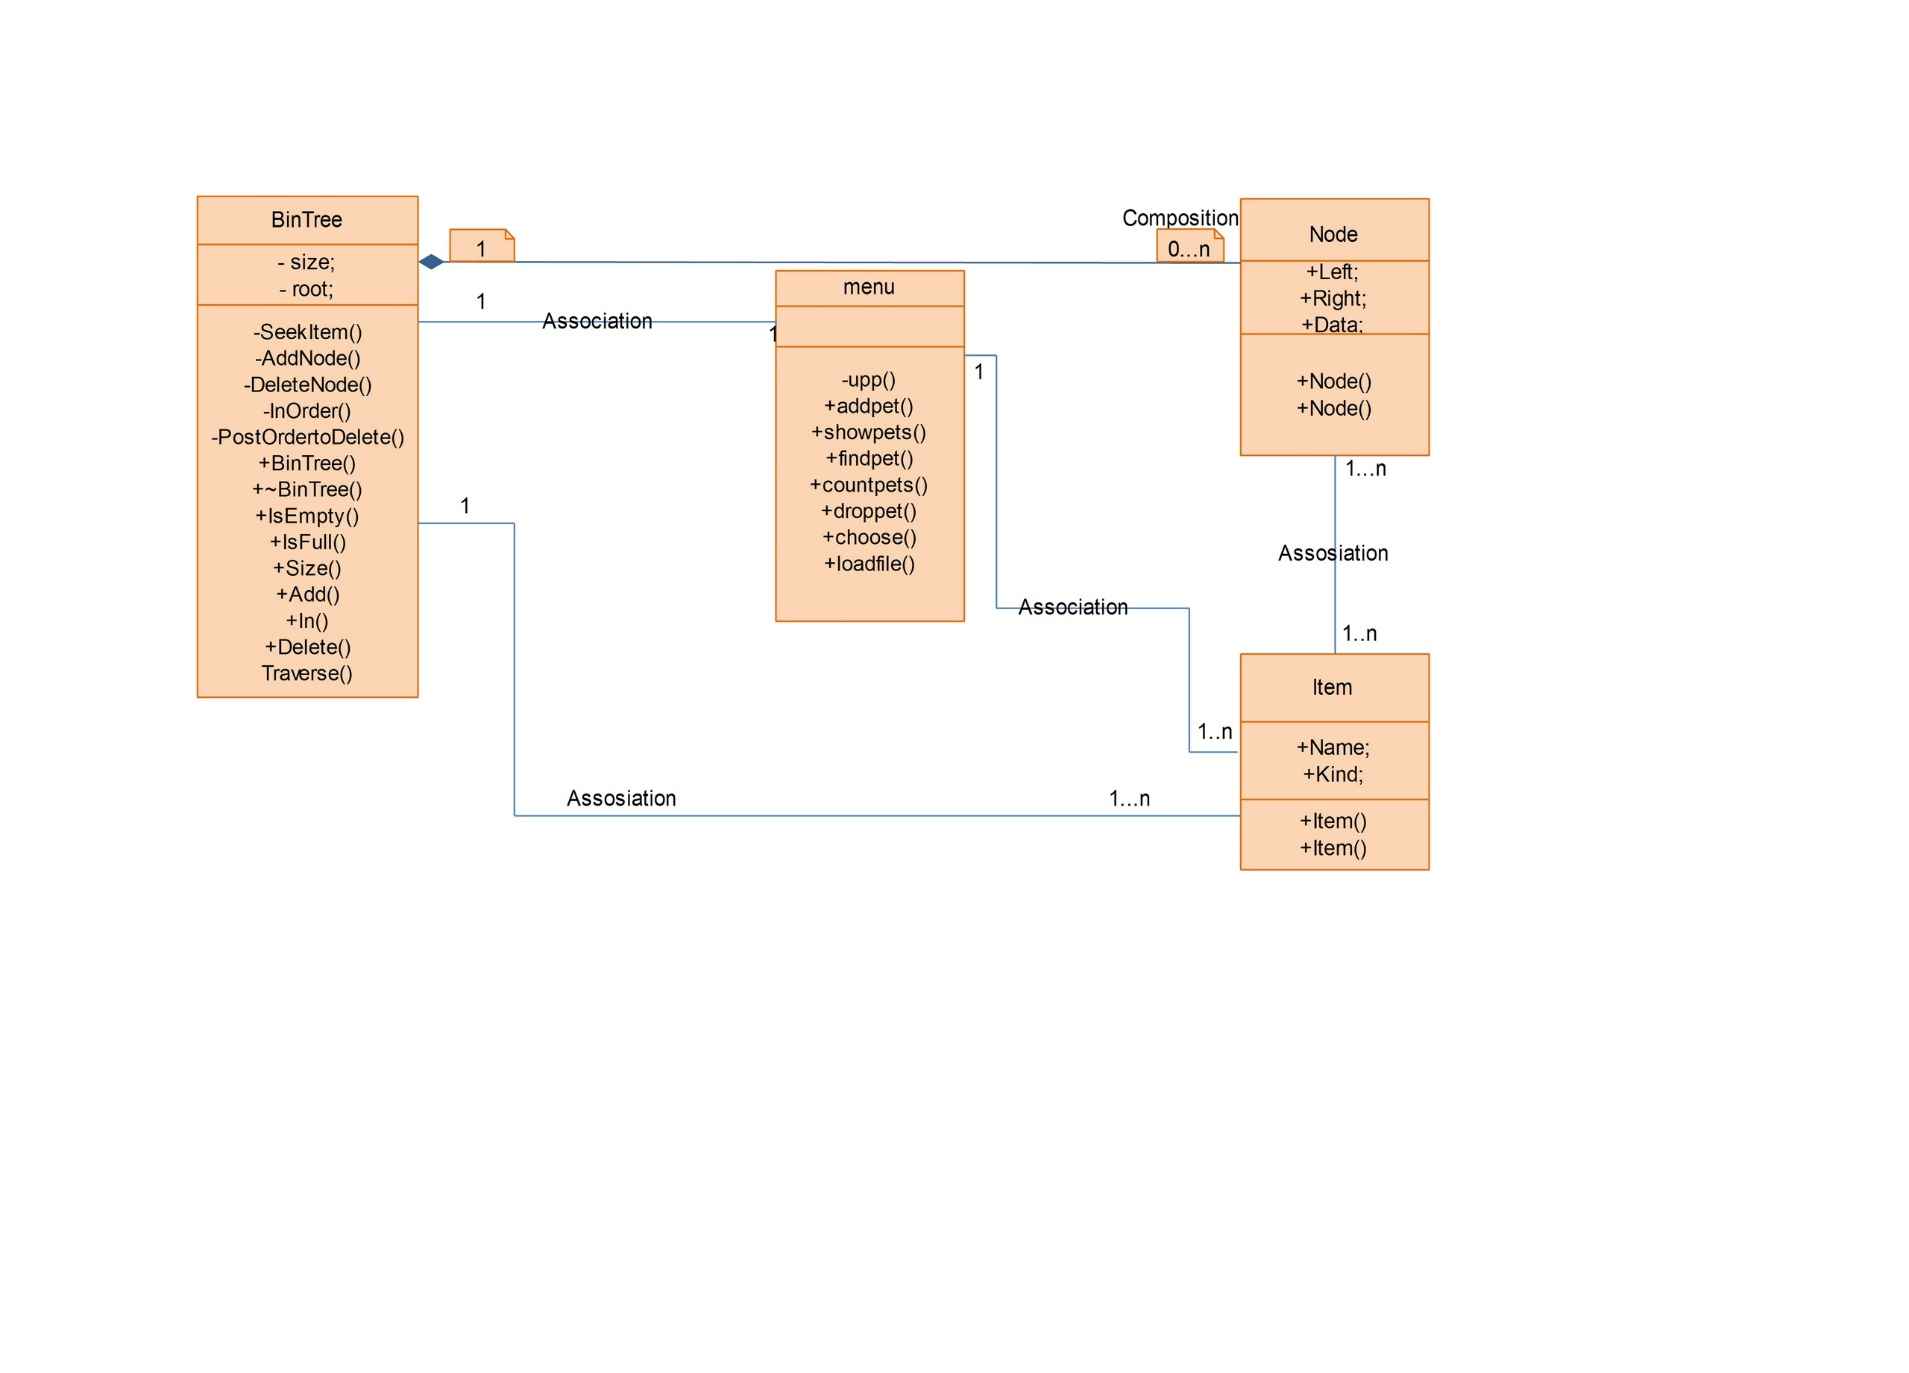 BinTree
- size;
- root;
-SeekItem()
-AddNode()
-DeleteNode()
-InOrder()
-PostOrdertoDelete()
+BinTree()
+~BinTree()
+IsEmpty()
+IsFull()
+Size()
+Add()
+In()
+Delete()
Traverse()
1
Composition
0...n
1
Association
1
menu
-upp()
+addpet()
+showpets()
+findpet()
+countpets()
+droppet()
+choose()
+loadfile()
Node
+Left;
+Right;
+Data;
+Node()
+Node()
1
Association
1..n
1...n
Assosiation
1..n
1
Assosiation
1...n
Item
+Name;
+Kind;
+Item()
+Item()